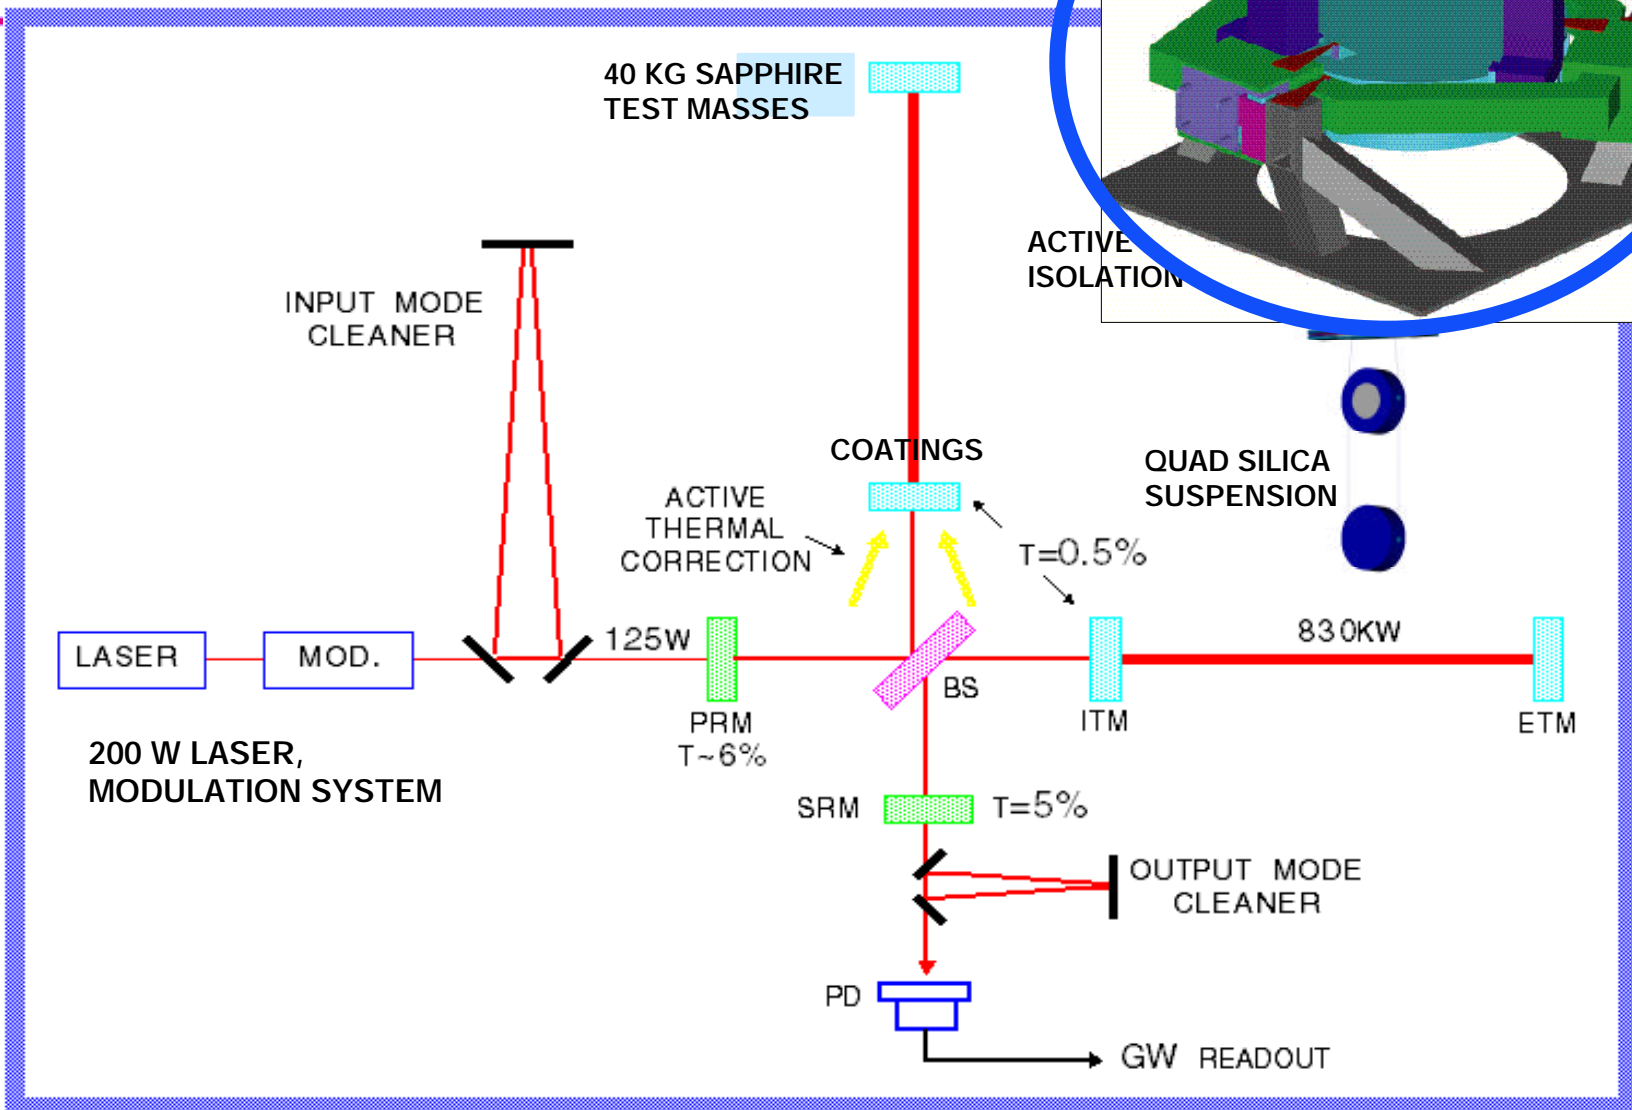 40 KG SAPPHIRE
TEST MASSES
ACTIVE
ISOLATION
INPUT MODE
CLEANER
COATINGS
QUAD SILICA
SUSPENSION
ACTIVE
THERMAL
CORRECTION
T=0.5%
LASER
MOD.
125W
830KW
BS
PRM
T~6%
ITM
ETM
200 W LASER,
MODULATION SYSTEM
SRM
T=5%
OUTPUT MODE
CLEANER
PD
GW READOUT